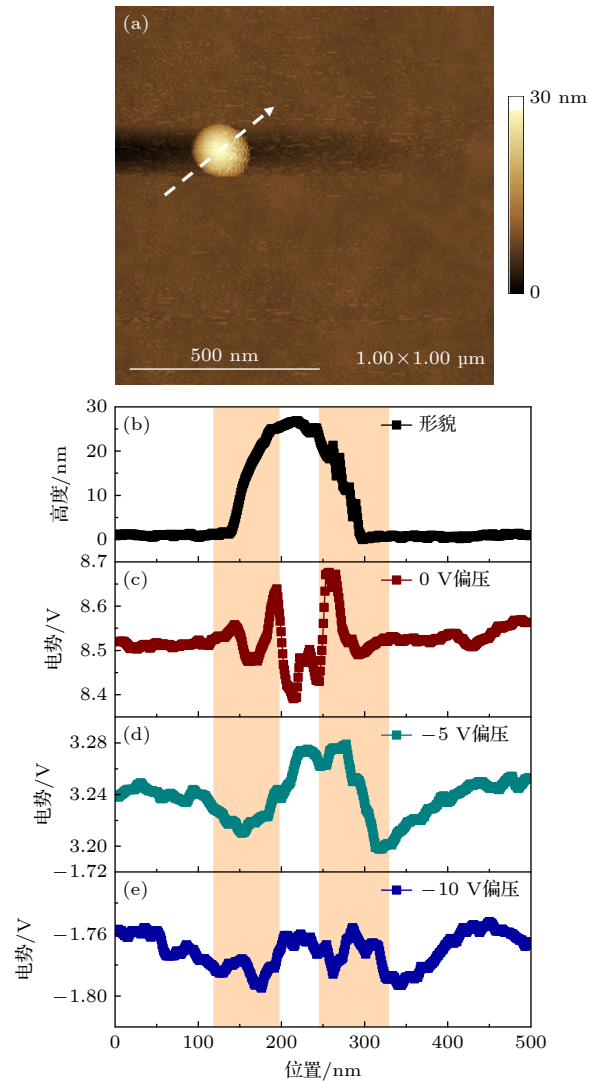 (a)
30 nm
0
500 nm
1.00×1.00 μm
(b)
形貌
高度/nm
30
20
10
0
(c)
0 V偏压
电势/V
8.7
8.6
8.5
8.4
(d)
−5 V偏压
电势/V
3.28
3.24
3.20
(e)
−10 V偏压
电势/V
−1.72
−1.76
−1.80
0 100 200 300 400 500
位置/nm